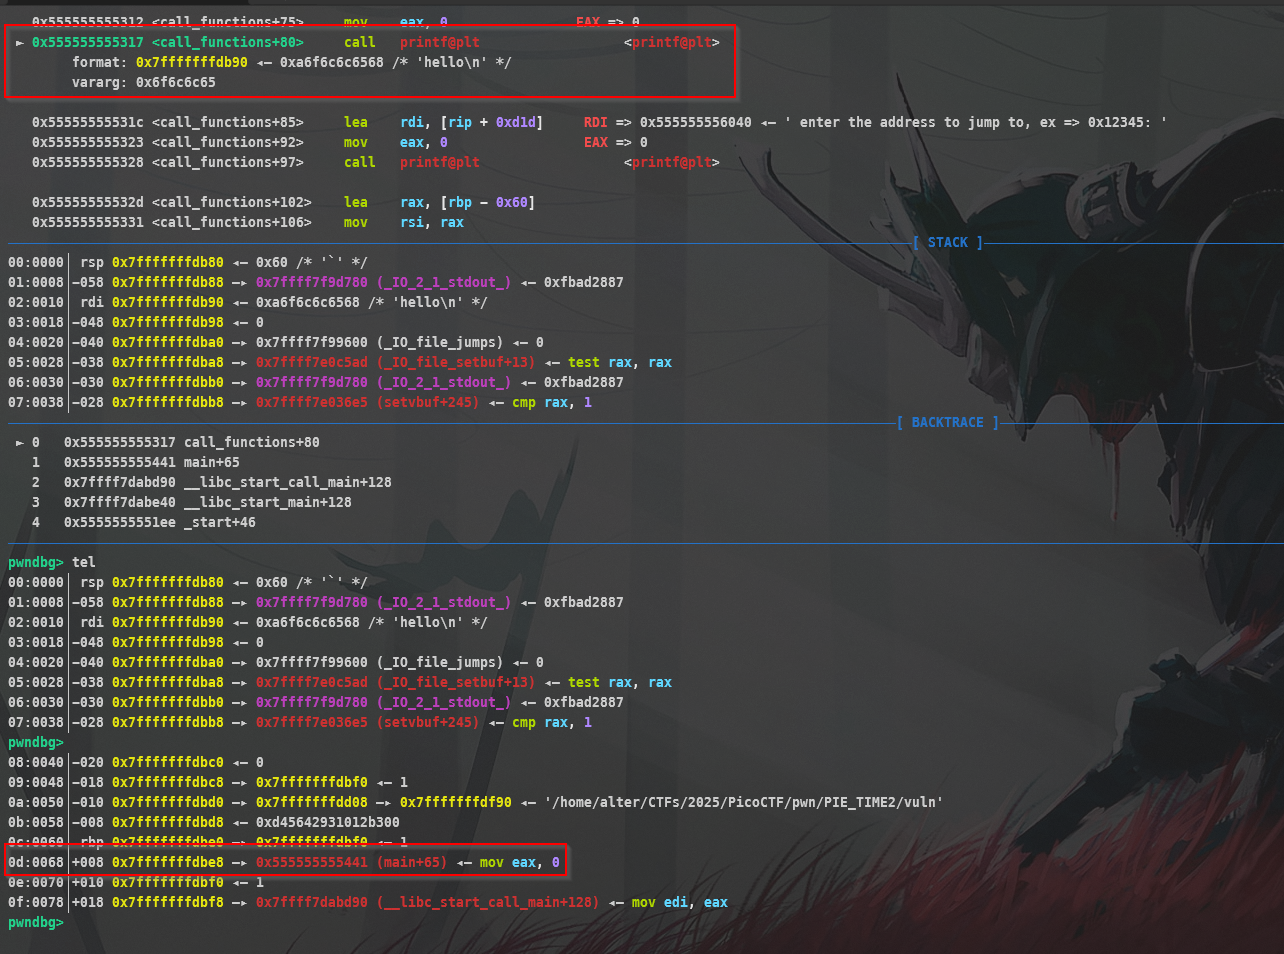 0x555555555312 <call_functions+75> mov eax, 0 EAX => 0
► 0x555555555317 <call_functions+80> call printf@plt <printf@plt>
format: 0x7fffffffdb90 ◂— 0xa6f6c6c6568 /* 'hello\n' */
vararg: 0x6f6c6c65
0x55555555531c <call_functions+85> lea rdi, [rip + 0xd1d] RDI => 0x555555556040 ◂— ' enter the address to jump to, ex => 0x12345: '
0x555555555323 <call_functions+92> mov eax, 0 EAX => 0
0x555555555328 <call_functions+97> call printf@plt <printf@plt>
0x55555555532d <call_functions+102> lea rax, [rbp - 0x60]
0x555555555331 <call_functions+106> mov rsi, rax
[ STACK ]
00:0000│ rsp 0x7fffffffdb80 ◂— 0x60 /* '`' */
01:0008│-058 0x7fffffffdb88 —▸ 0x7ffff7f9d780 (_IO_2_1_stdout_) ◂— 0xfbad2887
02:0010│ rdi 0x7fffffffdb90 ◂— 0xa6f6c6c6568 /* 'hello\n' */
03:0018│-048 0x7fffffffdb98 ◂— 0
04:0020│-040 0x7fffffffdba0 —▸ 0x7ffff7f99600 (_IO_file_jumps) ◂— 0
05:0028│-038 0x7fffffffdba8 —▸ 0x7ffff7e0c5ad (_IO_file_setbuf+13) ◂— test rax, rax
06:0030│-030 0x7fffffffdbb0 —▸ 0x7ffff7f9d780 (_IO_2_1_stdout_) ◂— 0xfbad2887
07:0038│-028 0x7fffffffdbb8 —▸ 0x7ffff7e036e5 (setvbuf+245) ◂— cmp rax, 1
[ BACKTRACE ]
► 0 0x555555555317 call_functions+80
1 0x555555555441 main+65
2 0x7ffff7dabd90 __libc_start_call_main+128
3 0x7ffff7dabe40 __libc_start_main+128
4 0x5555555551ee _start+46
pwndbg> tel
00:0000│ rsp 0x7fffffffdb80 ◂— 0x60 /* '`' */
01:0008│-058 0x7fffffffdb88 —▸ 0x7ffff7f9d780 (_IO_2_1_stdout_) ◂— 0xfbad2887
02:0010│ rdi 0x7fffffffdb90 ◂— 0xa6f6c6c6568 /* 'hello\n' */
03:0018│-048 0x7fffffffdb98 ◂— 0
04:0020│-040 0x7fffffffdba0 —▸ 0x7ffff7f99600 (_IO_file_jumps) ◂— 0
05:0028│-038 0x7fffffffdba8 —▸ 0x7ffff7e0c5ad (_IO_file_setbuf+13) ◂— test rax, rax
06:0030│-030 0x7fffffffdbb0 —▸ 0x7ffff7f9d780 (_IO_2_1_stdout_) ◂— 0xfbad2887
07:0038│-028 0x7fffffffdbb8 —▸ 0x7ffff7e036e5 (setvbuf+245) ◂— cmp rax, 1
pwndbg>
08:0040│-020 0x7fffffffdbc0 ◂— 0
09:0048│-018 0x7fffffffdbc8 —▸ 0x7fffffffdbf0 ◂— 1
0a:0050│-010 0x7fffffffdbd0 —▸ 0x7fffffffdd08 —▸ 0x7fffffffdf90 ◂— '/home/alter/CTFs/2025/PicoCTF/pwn/PIE_TIME2/vuln'
0b:0058│-008 0x7fffffffdbd8 ◂— 0xd45642931012b300
0c:0060│ rbp 0x7fffffffdbe0 —▸ 0x7fffffffdbf0 ◂— 1
0d:0068│+008 0x7fffffffdbe8 —▸ 0x555555555441 (main+65) ◂— mov eax, 0
0e:0070│+010 0x7fffffffdbf0 ◂— 1
0f:0078│+018 0x7fffffffdbf8 —▸ 0x7ffff7dabd90 (__libc_start_call_main+128) ◂— mov edi, eax
pwndbg>